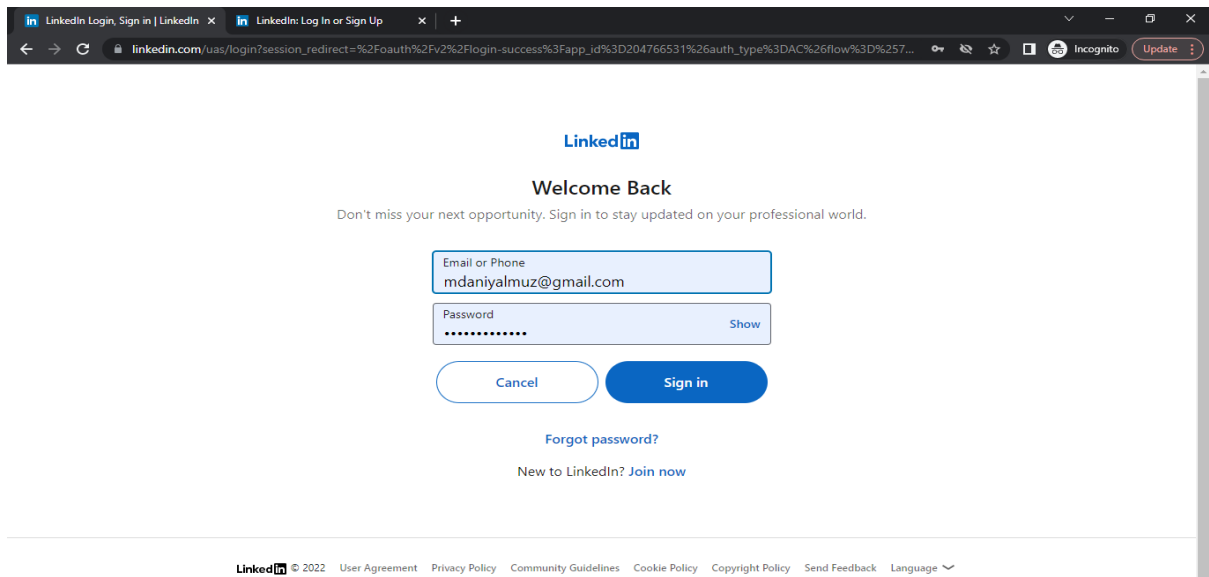 LinkedIn Login, Sign in | LinkedIn LinkedIn: Log In or Sign Up
linkedin.com/uas/login?session_redirect=%2Foauth%2Fv2%2Flogin-success%3Fapp_id%3D204766531%26auth_type%3DAC%26flow%3D%257... Incognito Update
Linkedin
Welcome Back
Don't miss your next opportunity. Sign in to stay updated on your professional world.
Email or Phone
mdaniyalmuz@gmail.com
Password
••••••••••••• Show
Cancel Sign in
Forgot password?
New to LinkedIn? Join now
Linkedin © 2022 User Agreement Privacy Policy Community Guidelines Cookie Policy Copyright Policy Send Feedback Language